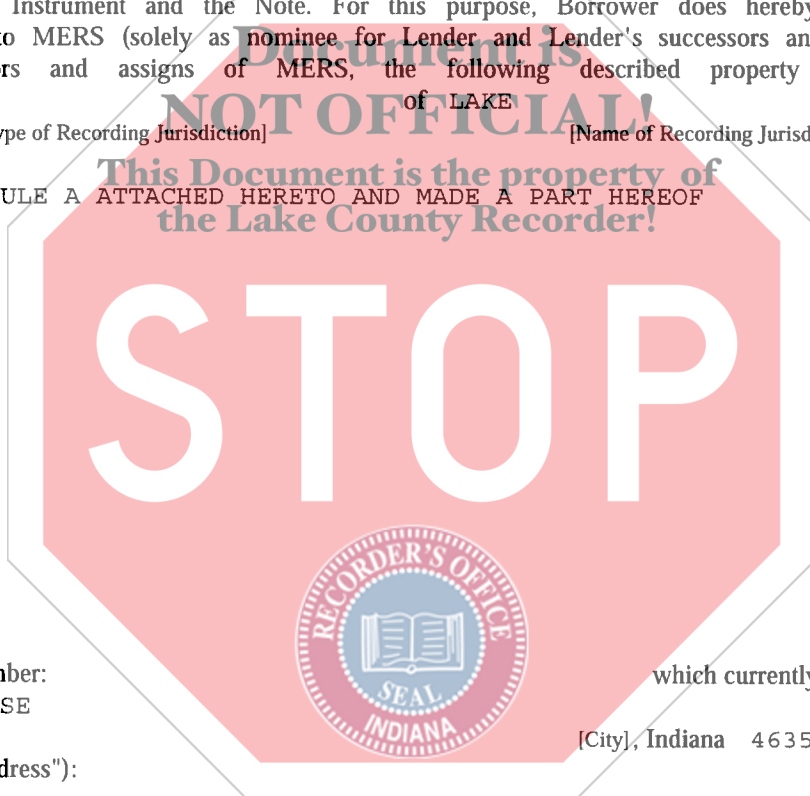 Instrument and the Note. For this purpose, Borrower does hereby
to MERS (solely as nominee for Lender and Lender's successors an
rs and assigns of MERS, the following described property
Document is
of LAKE
NOT OFFICIAL!
ype of Recording Jurisdiction] [Name of Recording Jurisd
This Document is the property of
ULE A ATTACHED HERETO AND MADE A PART HEREOF
the Lake County Recorder!
STOP
RECORDER'S OFFICE
SEAL
INDIANA
mber: which currently
SE
[City], Indiana 4635
dress"):